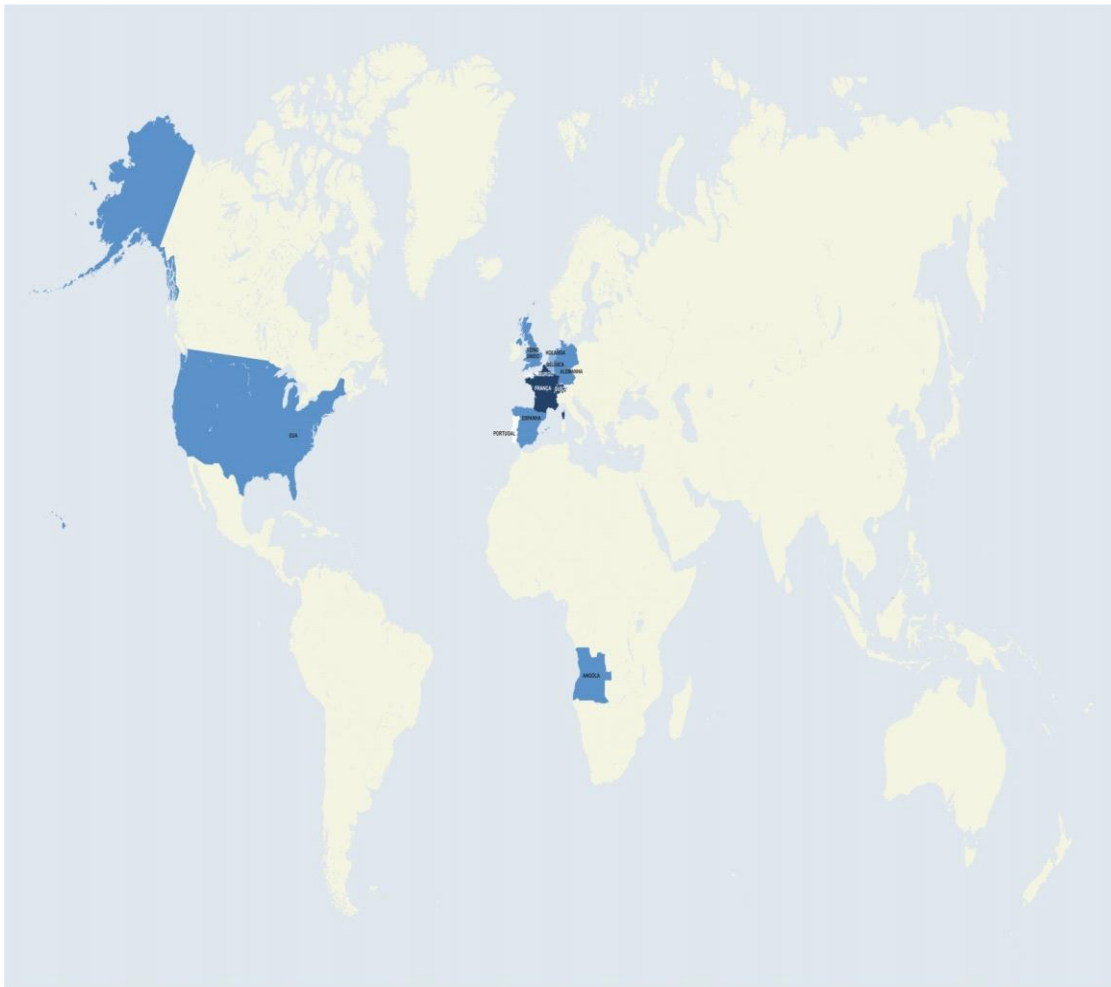 REINO
UNIDO
HOLANDA
BÉLGICA
ALEMANHA
FRANÇA
ESPANHA
PORTUGAL
EUA
ANGOLA